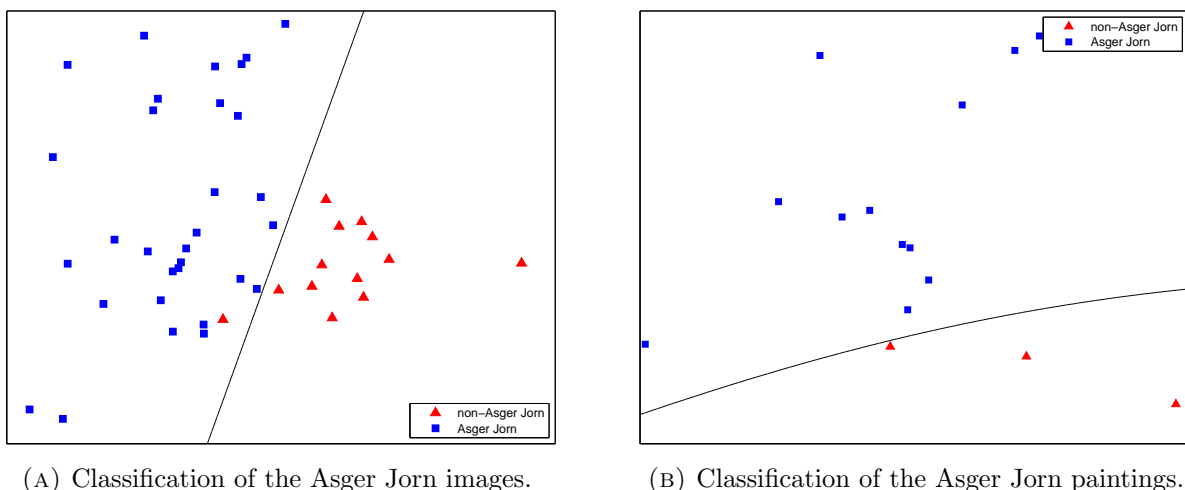 non-Asger Jorn
Asger Jorn
(A) Classification of the Asger Jorn images.
non-Asger Jorn
Asger Jorn
(B) Classification of the Asger Jorn paintings.